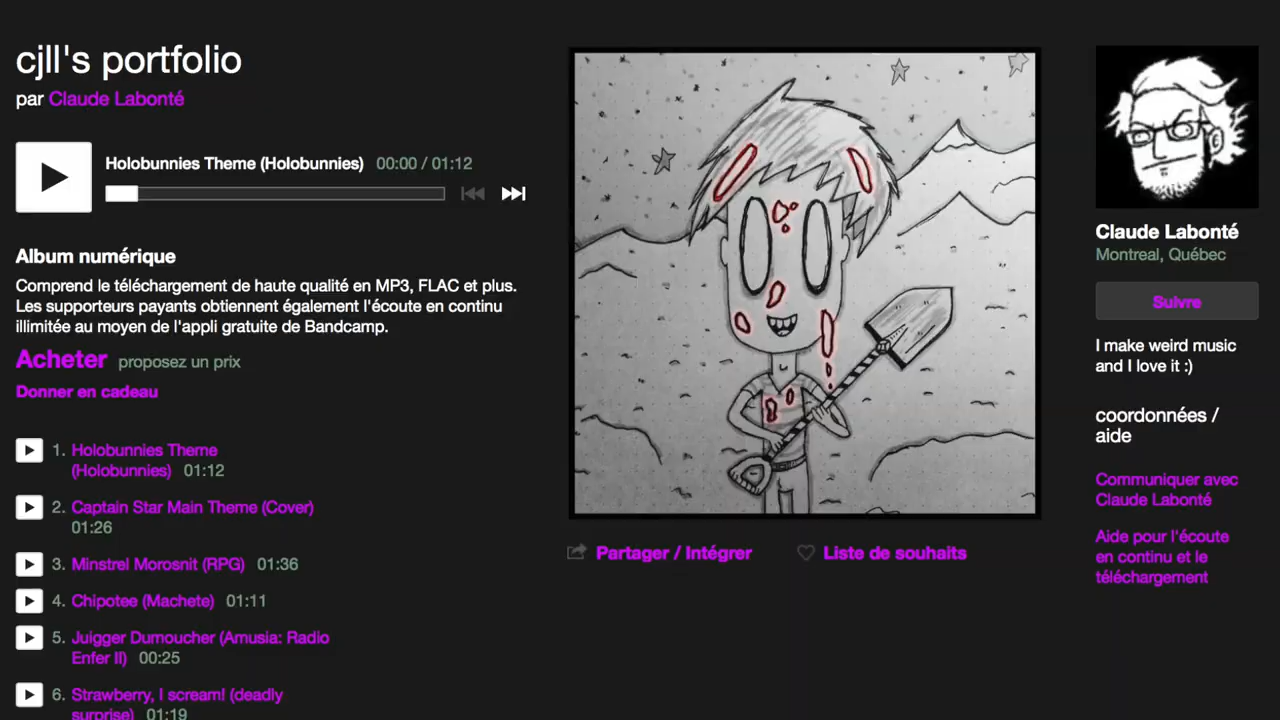 cjll's portfolio
par Claude Labonté
Holobunnies Theme (Holobunnies) 00:00 / 01:12
Album numérique
Comprend le téléchargement de haute qualité en MP3, FLAC et plus.
Les supporteurs payants obtiennent également l'écoute en continu
illimitée au moyen de l'appli gratuite de Bandcamp.
Acheter proposez un prix
Donner en cadeau
1. Holobunnies Theme
(Holobunnies) 01:12
2. Captain Star Main Theme (Cover)
01:26
3. Minstrel Morosnit (RPG) 01:36
4. Chipotee (Machete) 01:11
5. Juigger Dumoucher (Amusia: Radio
Enfer II) 00:25
6. Strawberry, I scream! (deadly
surprise) 01:19
Partager / Intégrer
Liste de souhaits
Claude Labonté
Montreal, Québec
Suivre
I make weird music
and I love it :)
coordonnées /
aide
Communiquer avec
Claude Labonté
Aide pour l'écoute
en continu et le
téléchargement